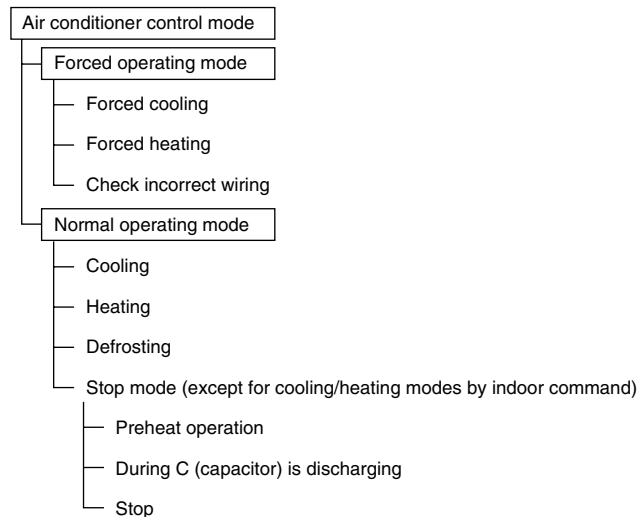 Air conditioner control mode
Forced operating mode
Forced cooling
Forced heating
Check incorrect wiring
Normal operating mode
Cooling
Heating
Defrosting
Stop mode (except for cooling/heating modes by indoor command)
Preheat operation
During C (capacitor) is discharging
Stop